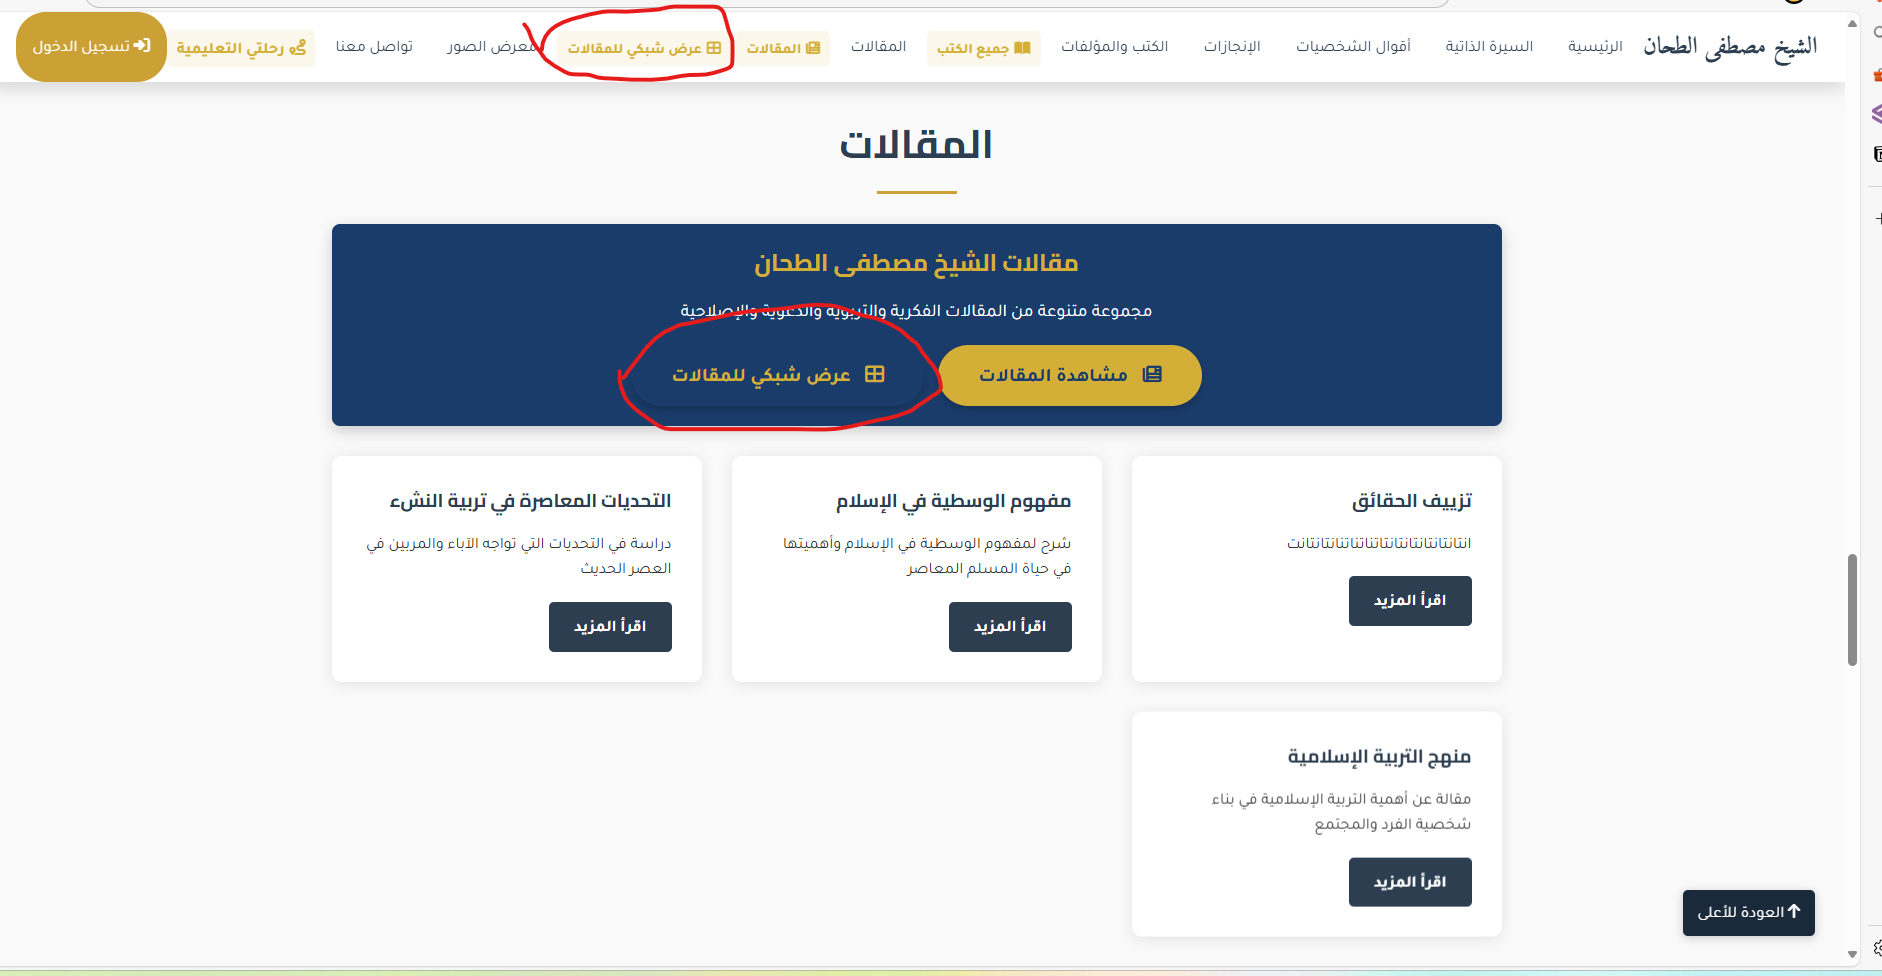 الشيخ مصطفى الطحان
الرئيسية
السيرة الذاتية
أقوال الشخصيات
الإنجازات
الكتب والمؤلفات
جميع الكتب
المقالات
المقالات
عرض شبكي للمقالات
معرض الصور
تواصل معنا
رحلتي التعليمية
تسجيل الدخول
المقالات
مقالات الشيخ مصطفى الطحان
مجموعة متنوعة من المقالات الفكرية والتربوية والدعوية والإصلاحية
مشاهدة المقالات
عرض شبكي للمقالات
تزييف الحقائق
اقرأ المزيد
مفهوم الوسطية في الإسلام
شرح لمفهوم الوسطية في الإسلام وأهميتها
في حياة المسلم المعاصر
اقرأ المزيد
التحديات المعاصرة في تربية النشء
دراسة في التحديات التي تواجه الآباء والمربين في
العصر الحديث
اقرأ المزيد
منهج التربية الإسلامية
مقالة عن أهمية التربية الإسلامية في بناء
شخصية الفرد والمجتمع
اقرأ المزيد
العودة للأعلى